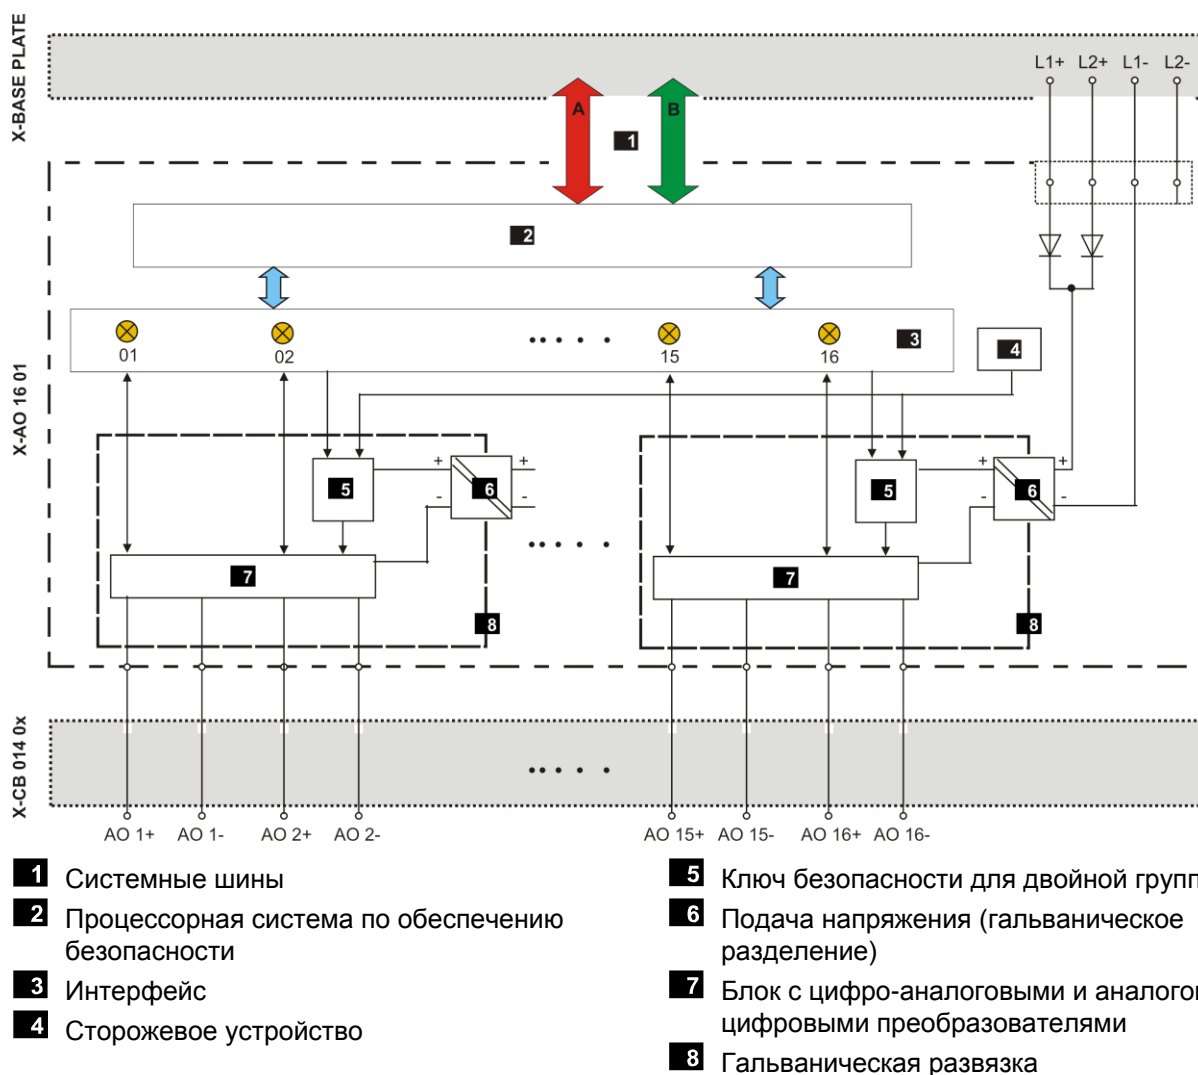 X-BASE PLATE
L1+ L2+ L1- L2-
A B
1
2
01 02 15 16 3
4
X-AO 16 01
+ + + +
5 6 5 6
- - - -
7 7
8 8
X-CB 014 0x
AO 1+ AO 1- AO 2+ AO 2- AO 15+ AO 15- AO 16+ AO 16-
1 Системные шины
2 Процессорная система по обеспечению
безопасности
3 Интерфейс
4 Сторожевое устройство
5 Ключ безопасности для двойной групп
6 Подача напряжения (гальваническое
разделение)
7 Блок с цифро-аналоговыми и аналогов
цифровыми преобразователями
8 Гальваническая развязка